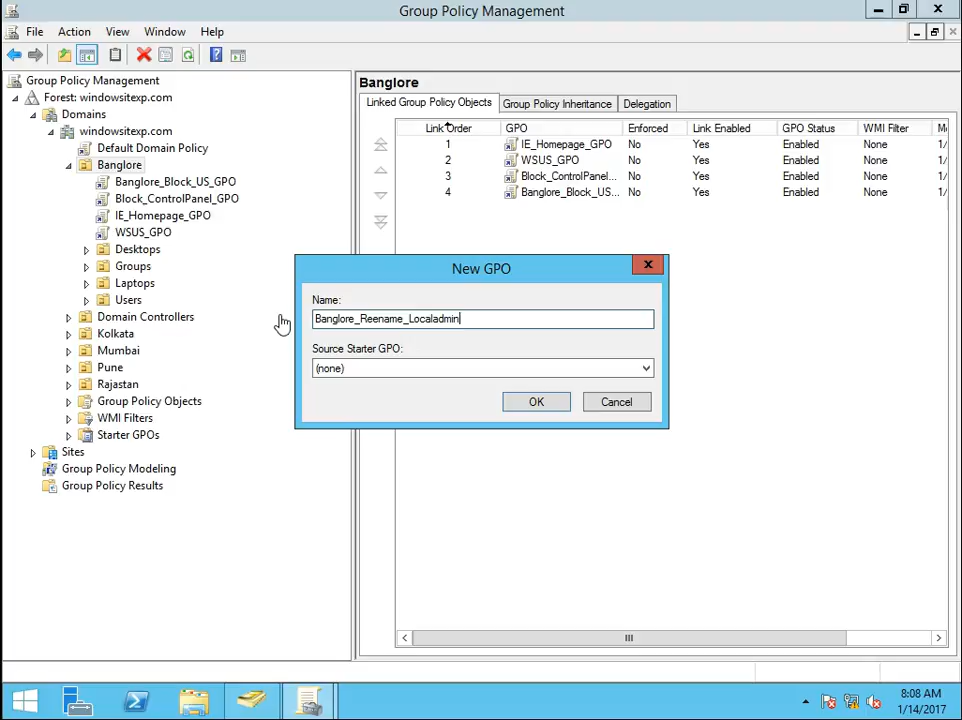 Group Policy Management
File Action View Window Help
Group Policy Management
Forest: windowsitexp.com
Domains
windowsitexp.com
Default Domain Policy
Banglore
Banglore_Block_US_GPO
Block_ControlPanel_GPO
IE_Homepage_GPO
WSUS_GPO
Desktops
Groups
Laptops
Users
Domain Controllers
Kolkata
Mumbai
Pune
Rajastan
Group Policy Objects
WMI Filters
Starter GPOs
Sites
Group Policy Modeling
Group Policy Results
Banglore
Linked Group Policy Objects Group Policy Inheritance Delegation
Link Order GPO Enforced Link Enabled GPO Status WMI Filter
1 IE_Homepage_GPO No Yes Enabled None 1/
2 WSUS_GPO No Yes Enabled None 1/
3 Block_ControlPanel... No Yes Enabled None 1/
4 Banglore_Block_US... No Yes Enabled None 1/
New GPO
Name:
Banglore_Reename_Localadmin
Source Starter GPO:
(none)
OK Cancel
8:08 AM
1/14/2017